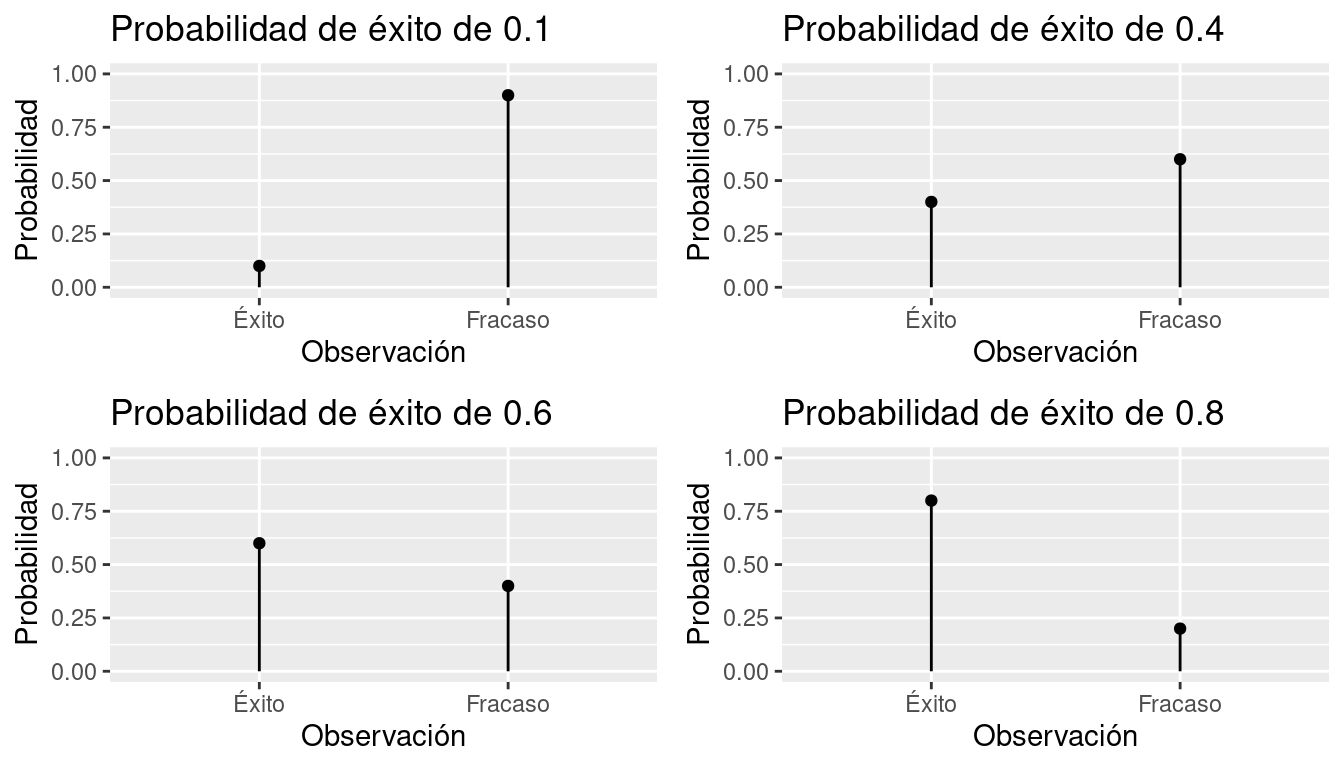 Probabilidad de éxito de 0.1
Probabilidad
1.00
0.75
0.50
0.25
0.00
Éxito Fracaso
Observación
Probabilidad de éxito de 0.4
Probabilidad
1.00
0.75
0.50
0.25
0.00
Éxito Fracaso
Observación
Probabilidad de éxito de 0.6
Probabilidad
1.00
0.75
0.50
0.25
0.00
Éxito Fracaso
Observación
Probabilidad de éxito de 0.8
Probabilidad
1.00
0.75
0.50
0.25
0.00
Éxito Fracaso
Observación